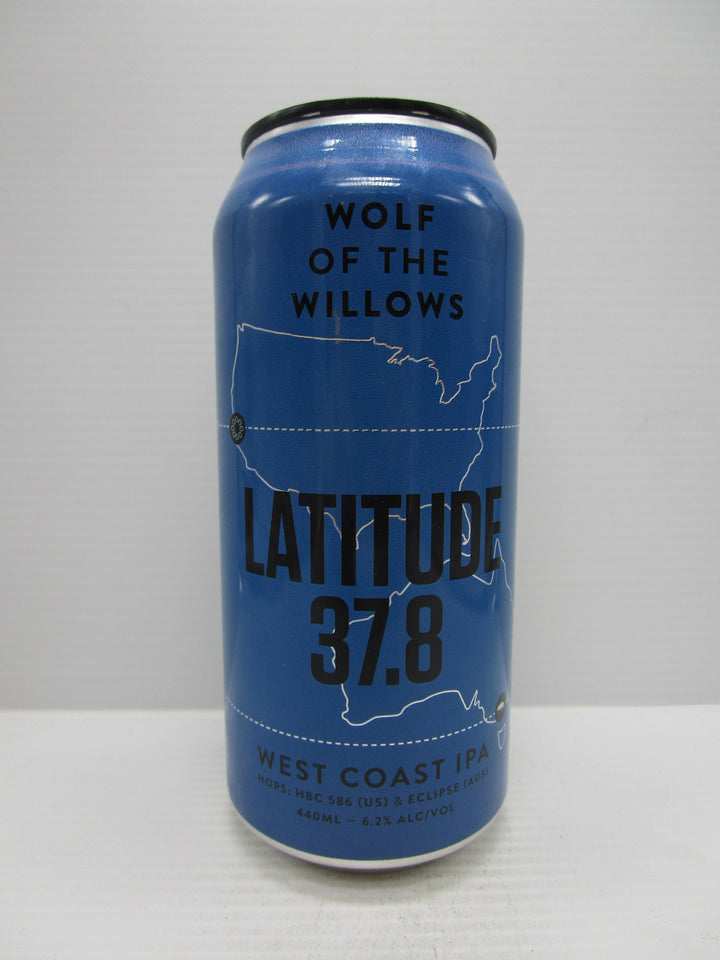 WOLF
OF THE
WILLOWS
LATITUDE
37.8
WEST COAST IPA
HOPS: HBC 586 (US) & ECLIPSE (AUS)
440ML – 6.2% ALC/VOL